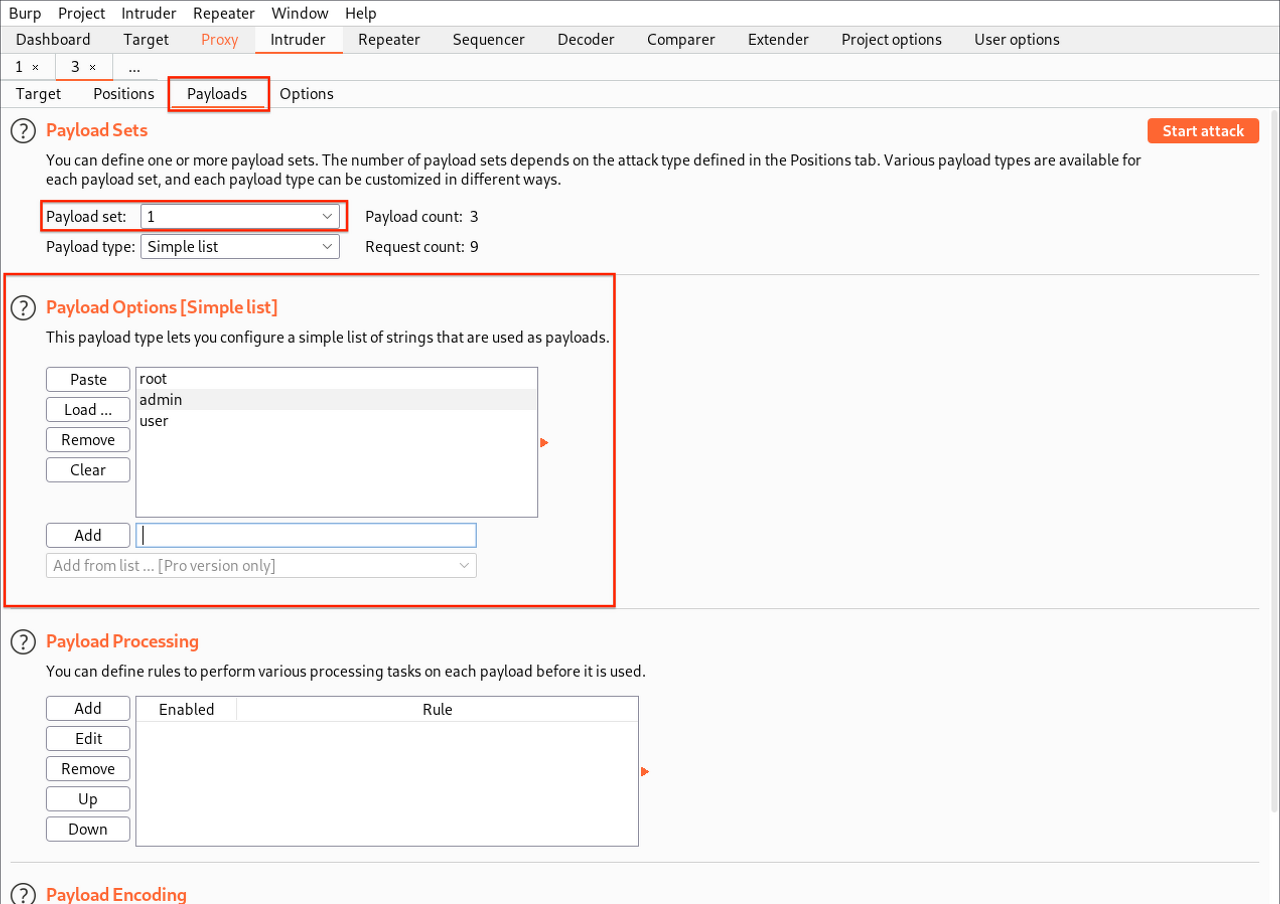 Burp Project Intruder Repeater Window Help
Dashboard Target Proxy Intruder Repeater Sequencer Decoder Comparer Extender Project options User options
1 × 3 × ...
Target Positions Payloads Options
? Payload Sets Start attack
You can define one or more payload sets. The number of payload sets depends on the attack type defined in the Positions tab. Various payload types are available for
each payload set, and each payload type can be customized in different ways.
Payload set: 1 Payload count: 3
Payload type: Simple list Request count: 9
? Payload Options [Simple list]
This payload type lets you configure a simple list of strings that are used as payloads.
Paste root
Load ... admin
Remove user
Clear
Add
Add from list ... [Pro version only]
? Payload Processing
You can define rules to perform various processing tasks on each payload before it is used.
Add Enabled Rule
Edit
Remove
Up
Down
? Payload Encoding